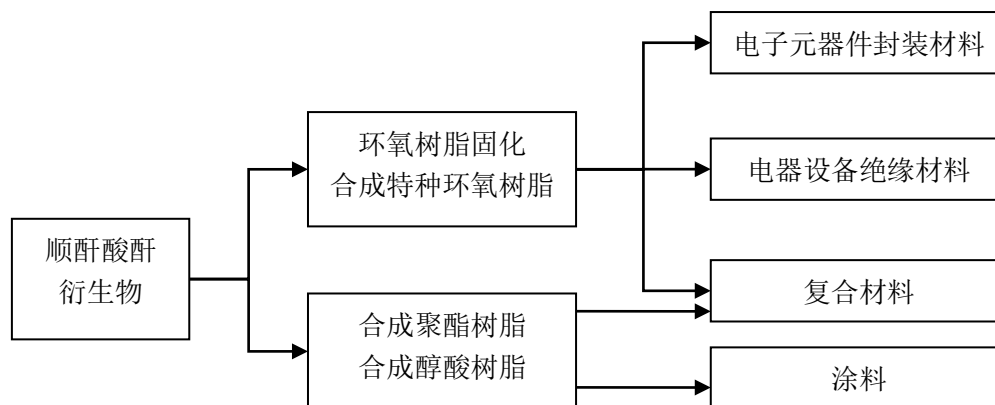 顺酐酸酐
衍生物
环氧树脂固化
合成特种环氧树脂
合成聚酯树脂
合成醇酸树脂
电子元器件封装材料
电器设备绝缘材料
复合材料
涂料